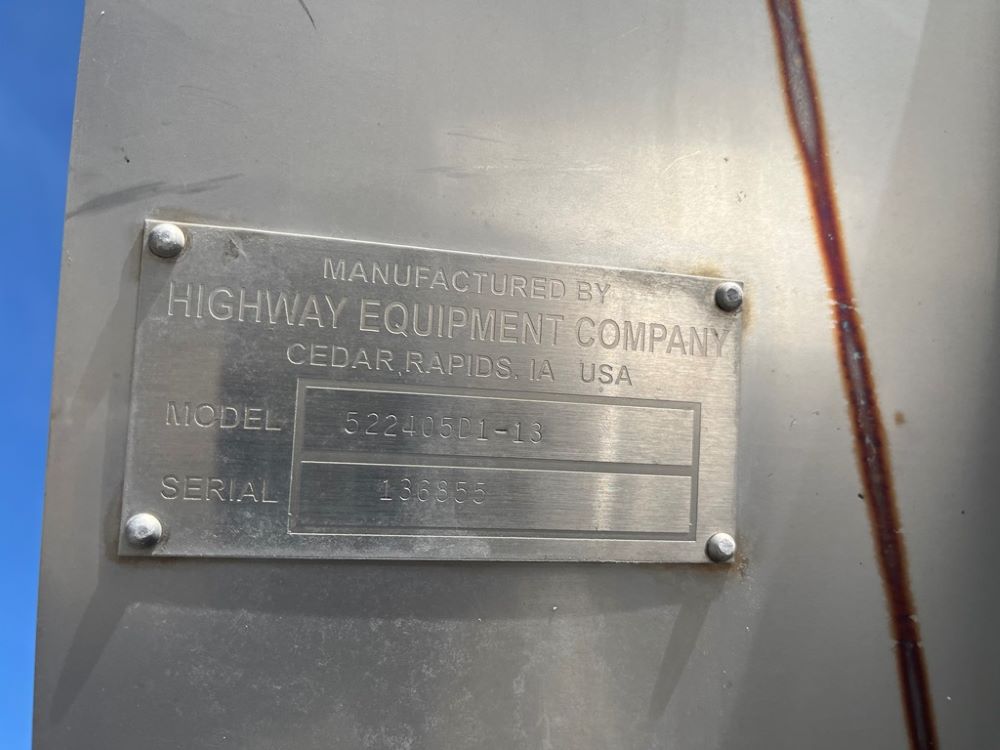 MANUFACTURED BY
HIGHWAY EQUIPMENT COMPANY
CEDAR RAPIDS, IA USA
MODEL 522405D1-13
SERIAL 136855